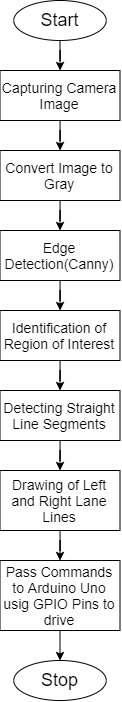 Start
Capturing Camera
Image
Convert Image to
Gray
Edge
Detection(Canny)
Identification of
Region of Interest
Detecting Straight
Line Segments
Drawing of Left
and Right Lane
Lines
Pass Commands
to Arduino Uno
usig GPIO Pins to
drive
Stop